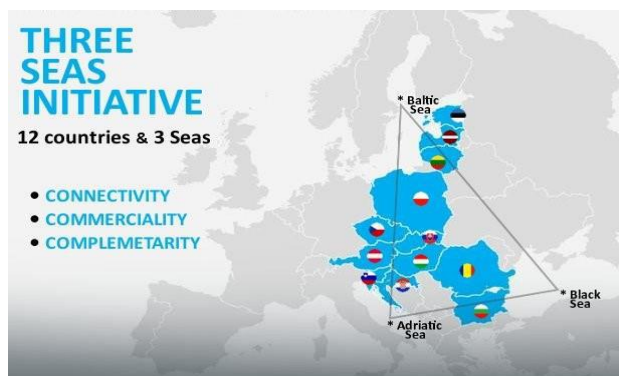 THREE
SEAS
INITIATIVE
12 countries & 3 Seas
• CONNECTIVITY
• COMMERCIALITY
• COMPLEMETARITY
* Baltic
Sea
* Black
Sea
* Adriatic
Sea